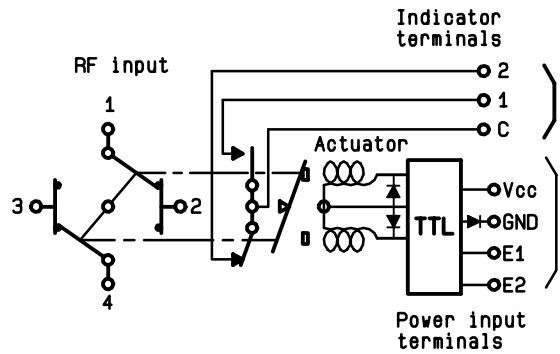 Indicator
terminals
RF input
2
1
1
C
Actuator
3
2
Vcc
TTL
GND
E1
4
E2
Power input
terminals